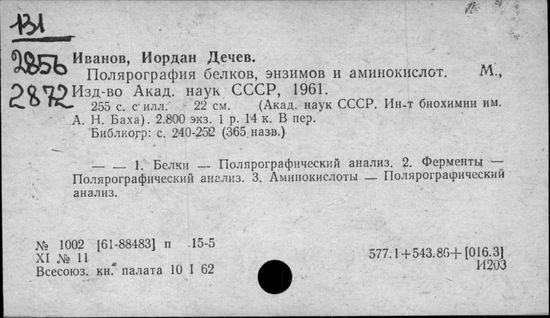 131
2856
2872
Иванов, Иордан Дечев.
Полярография белков, энзимов и аминокислот. М.,
Изд-во Акад. наук СССР, 1961.
255 с. с илл. 22 см. (Акад. наук СССР. Ин-т биохимии им.
А. Н. Баха). 2.800 экз. 1 р. 14 к. В пер.
Библиогр: с. 240-252 (365 назв.)
— — 1. Белки — Полярографический анализ. 2. Ферменты —
Полярографический анализ. 3. Аминокислоты — Полярографический
анализ.
№ 1002 [61-88483] п 15-5
XI № 11
Всесоюз. кн. палата 10 I 62
577.1+543.86+[016.3]
И203